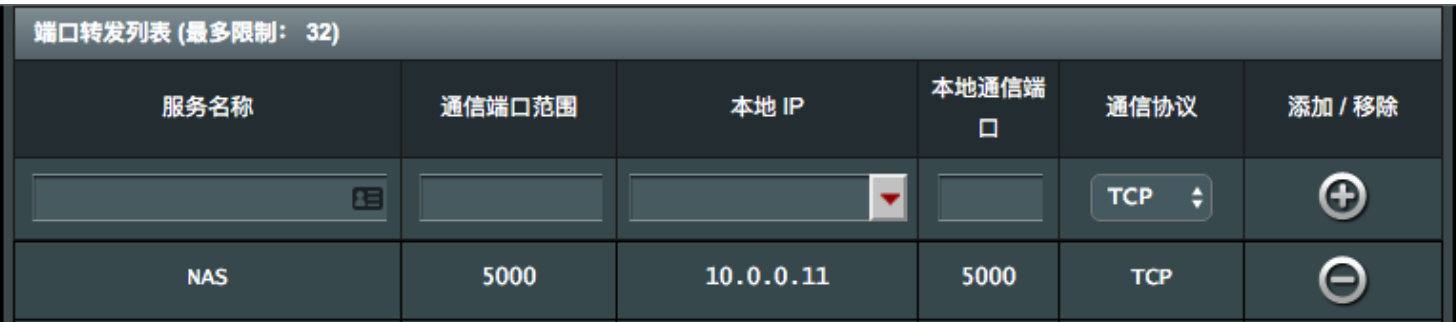 端口转发列表 (最多限制： 32)
服务名称 通信端口范围 本地 IP 本地通信端
口 通信协议 添加 / 移除
TCP
NAS 5000 10.0.0.11 5000 TCP